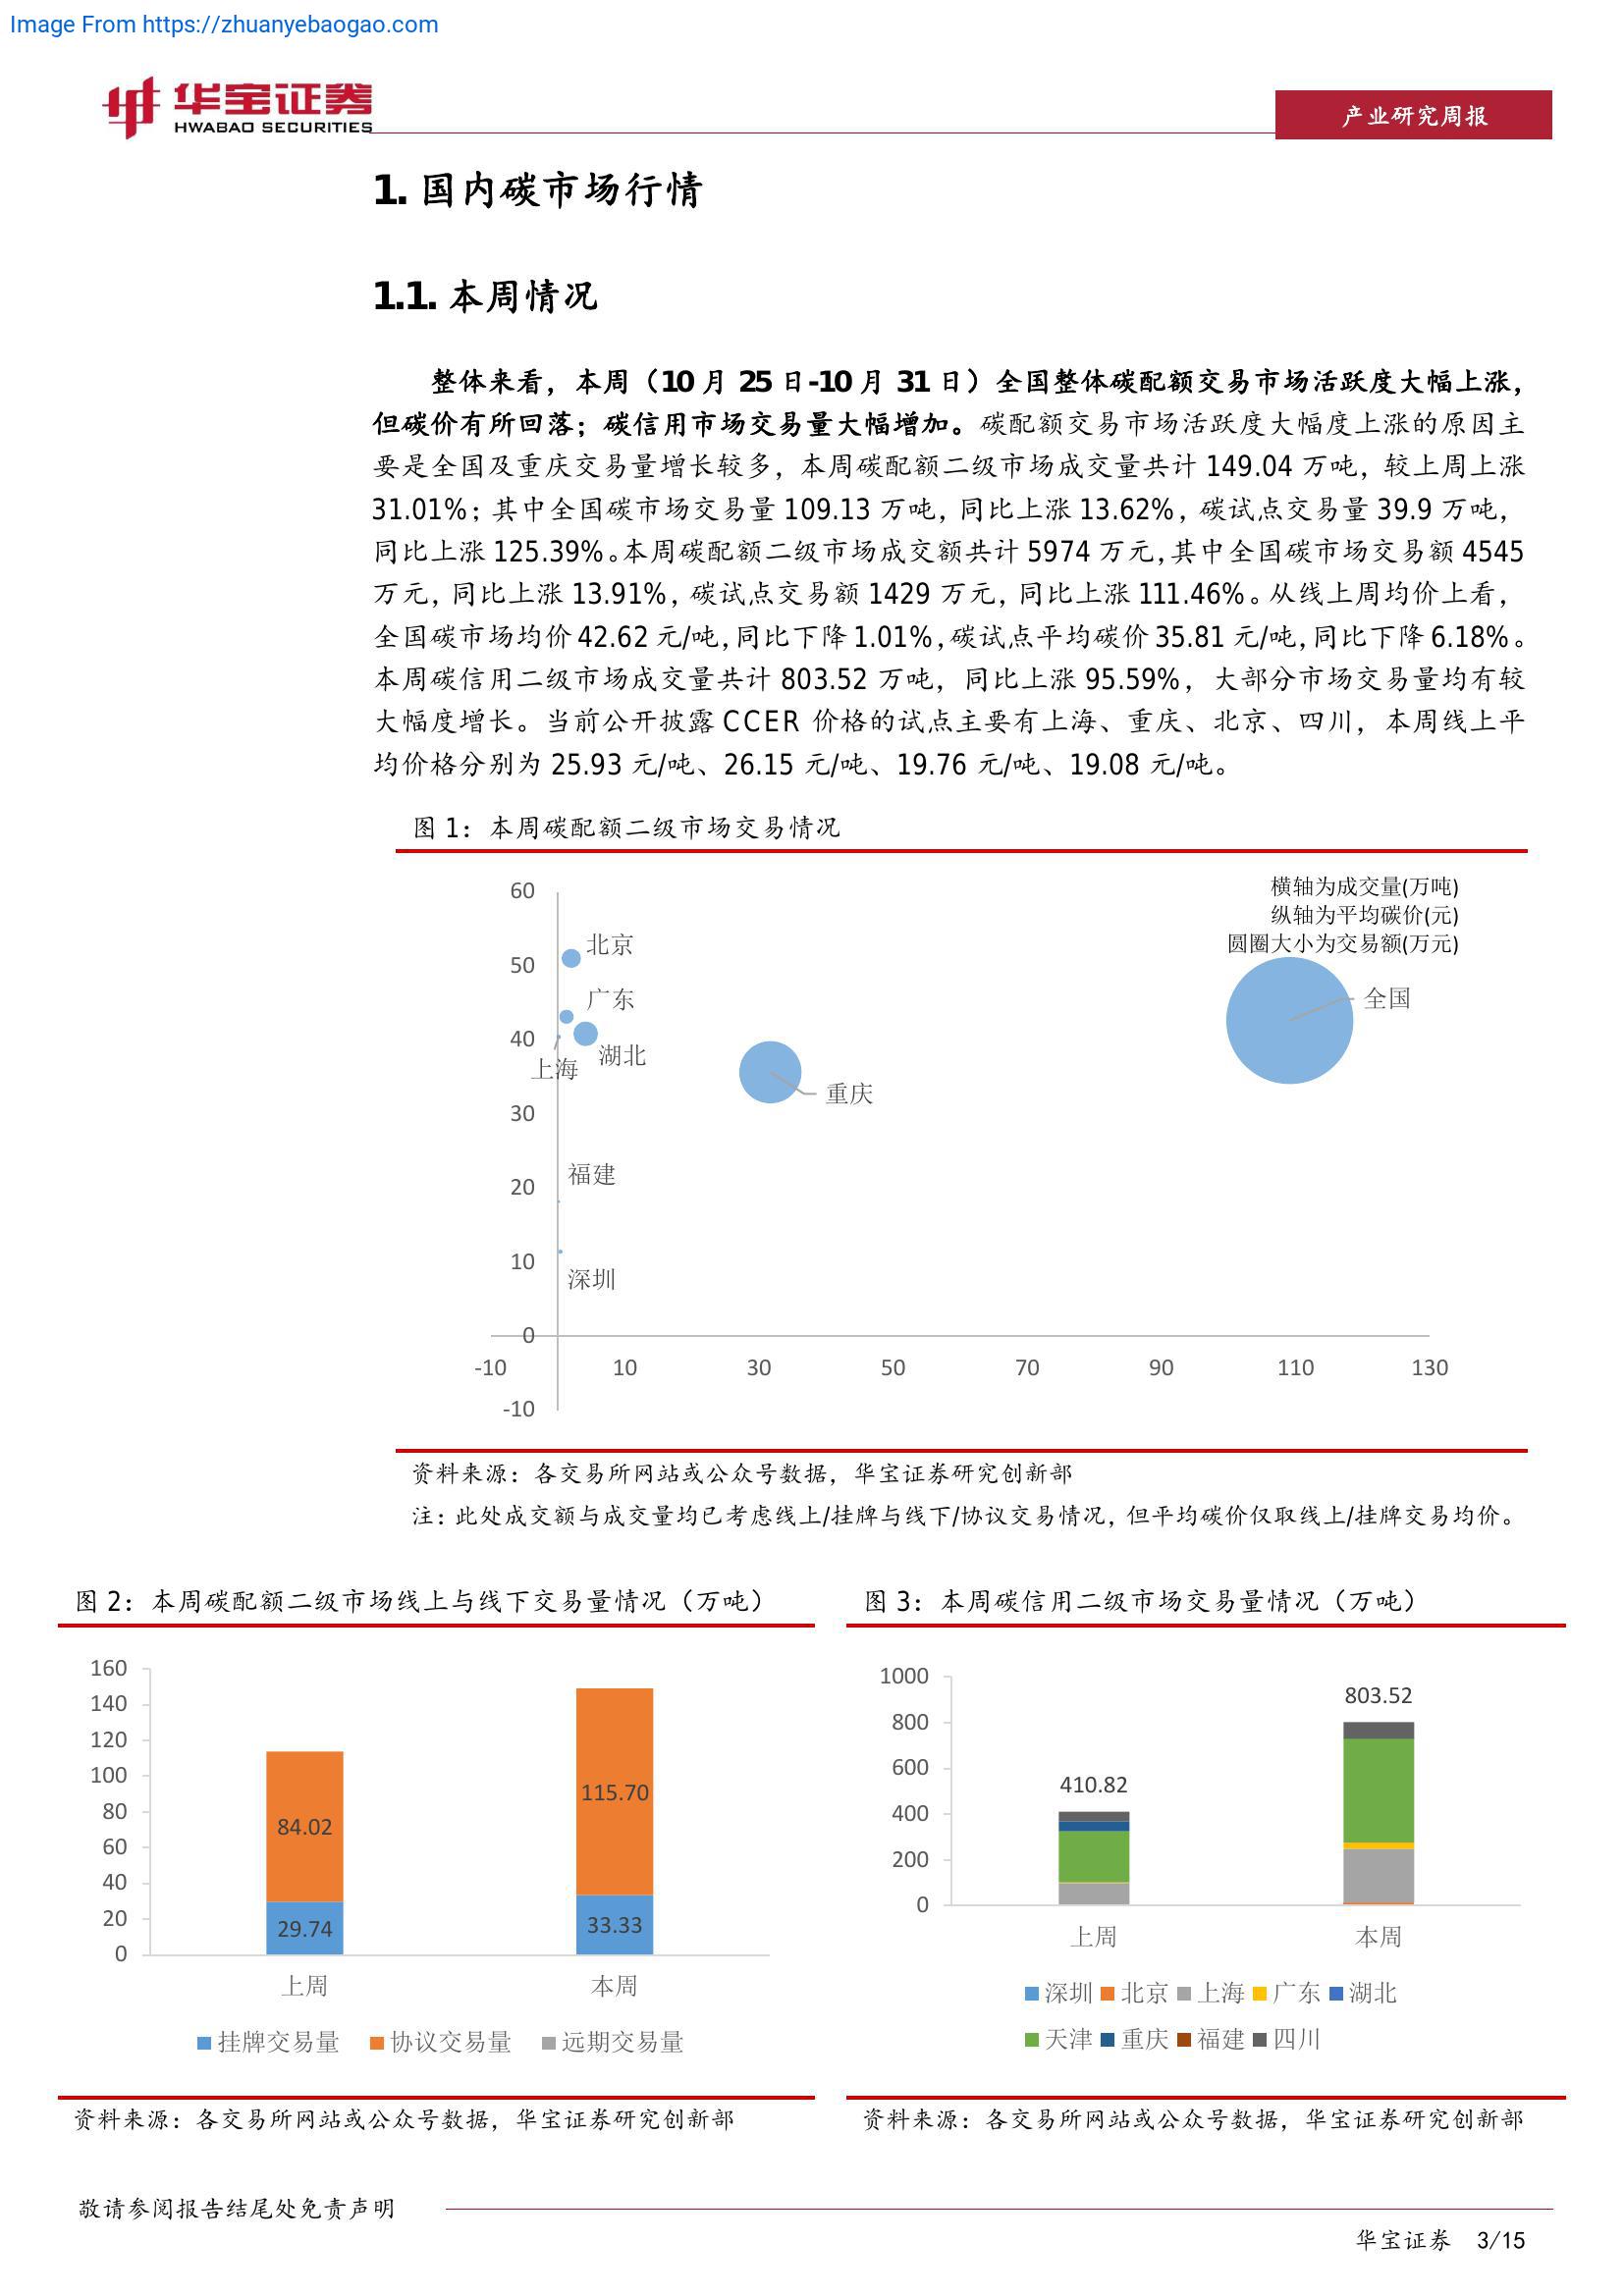 Image From https://zhuanyebaogao.com
华宝证券
HWABAO SECURITIES
产业研究周报
1. 国内碳市场行情
1.1. 本周情况
整体来看，本周（10 月 25 日-10 月 31 日）全国整体碳配额交易市场活跃度大幅上涨，
但碳价有所回落；碳信用市场交易量大幅增加。碳配额交易市场活跃度大幅度上涨的原因主
要是全国及重庆交易量增长较多，本周碳配额二级市场成交量共计 149.04 万吨，较上周上涨
31.01%；其中全国碳市场交易量 109.13 万吨，同比上涨 13.62%，碳试点交易量 39.9 万吨，
同比上涨 125.39%。本周碳配额二级市场成交额共计 5974 万元，其中全国碳市场交易额 4545
万元，同比上涨 13.91%，碳试点交易额 1429 万元，同比上涨 111.46%。从线上周均价上看，
全国碳市场均价 42.62 元/吨，同比下降 1.01%，碳试点平均碳价 35.81 元/吨，同比下降 6.18%。
本周碳信用二级市场成交量共计 803.52 万吨，同比上涨 95.59%，大部分市场交易量均有较
大幅度增长。当前公开披露 CCER 价格的试点主要有上海、重庆、北京、四川，本周线上平
均价格分别为 25.93 元/吨、26.15 元/吨、19.76 元/吨、19.08 元/吨。
图 1：本周碳配额二级市场交易情况
横轴为成交量(万吨)
纵轴为平均碳价(元)
圆圈大小为交易额(万元)
60
50
40
30
20
10
0
-10
北京
广东
湖北
上海
全国
重庆
福建
深圳
-10 10 30 50 70 90 110 130
资料来源：各交易所网站或公众号数据，华宝证券研究创新部
注：此处成交额与成交量均已考虑线上/挂牌与线下/协议交易情况，但平均碳价仅取线上/挂牌交易均价。
图 2：本周碳配额二级市场线上与线下交易量情况（万吨）
160
140
120
100
80
60
40
20
0
84.02
29.74
115.70
33.33
上周 本周
挂牌交易量 协议交易量 远期交易量
资料来源：各交易所网站或公众号数据，华宝证券研究创新部
图 3：本周碳信用二级市场交易量情况（万吨）
1000
800
600
400
200
0
410.82
803.52
上周 本周
深圳 北京 上海 广东 湖北
天津 重庆 福建 四川
资料来源：各交易所网站或公众号数据，华宝证券研究创新部
敬请参阅报告结尾处免责声明
华宝证券 3/15